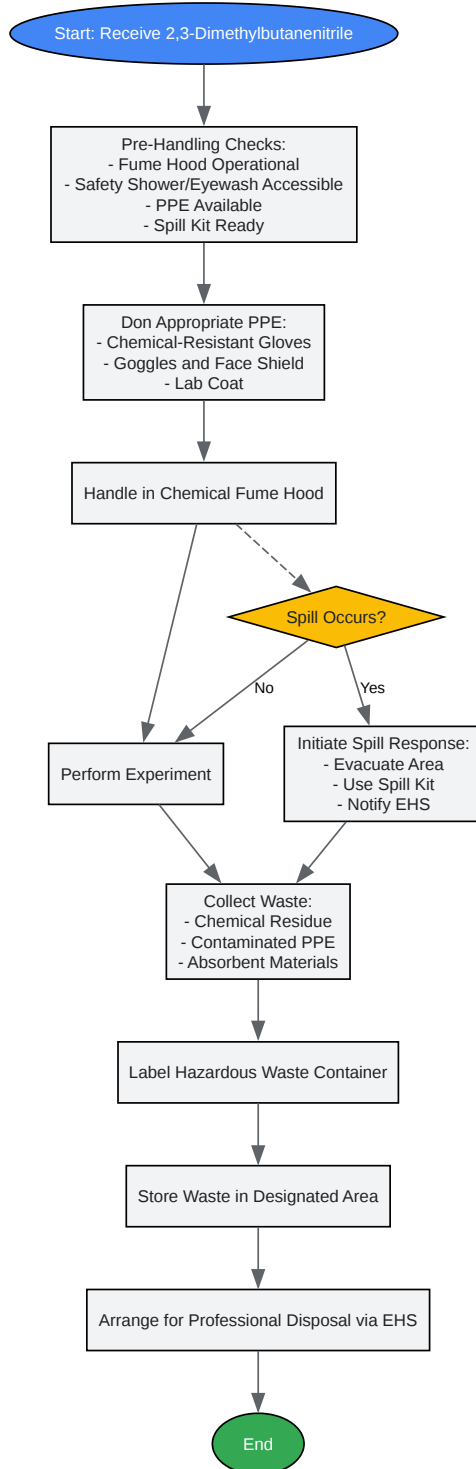 Start: Receive 2,3-Dimethylbutanenitrile
Pre-Handling Checks:
- Fume Hood Operational
- Safety Shower/Eyewash Accessible
- PPE Available
- Spill Kit Ready
Don Appropriate PPE:
- Chemical-Resistant Gloves
- Goggles and Face Shield
- Lab Coat
Handle in Chemical Fume Hood
Spill Occurs?
No
Yes
Perform Experiment
Initiate Spill Response:
- Evacuate Area
- Use Spill Kit
- Notify EHS
Collect Waste:
- Chemical Residue
- Contaminated PPE
- Absorbent Materials
Label Hazardous Waste Container
Store Waste in Designated Area
Arrange for Professional Disposal via EHS
End